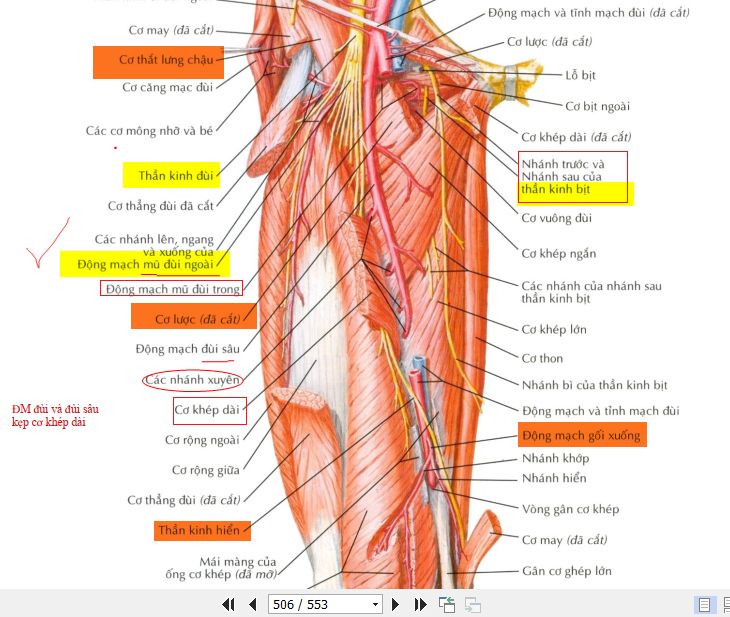 Cơ may (đã cắt)
Cơ thắt lưng chậu
Cơ căng mạc đùi
Các cơ mông nhỡ và bé
Thần kinh đùi
Cơ thẳng đùi đã cắt
Các nhánh lên, ngang
và xuống của
Động mạch mũ đùi ngoài
Động mạch mũ đùi trong
Cơ lược (đã cắt)
Động mạch đùi sâu
Các nhánh xuyên
Cơ khép dài
ĐM đùi và đùi sâu
kẹp cơ khép dài
Cơ rộng ngoài
Cơ rộng giữa
Cơ thẳng đùi (đã cắt)
Thần kinh hiển
Mái màng của
ống cơ khép (đã mở)
Động mạch và tĩnh mạch đùi (đã cắt)
Cơ lược (đã cắt)
Lỗ bịt
Cơ bịt ngoài
Cơ khép dài (đã cắt)
Nhánh trước và
Nhánh sau của
thần kinh bịt
Cơ vuông đùi
Cơ khép ngắn
Các nhánh của nhánh sau
thần kinh bịt
Cơ khép lớn
Cơ thon
Nhánh bì của thần kinh bịt
Động mạch và tỉnh mạch đùi
Động mạch gối xuống
Nhánh khớp
Nhánh hiển
Vòng gân cơ khép
Cơ may (đã cắt)
Gân cơ ghép lớn
506 / 553